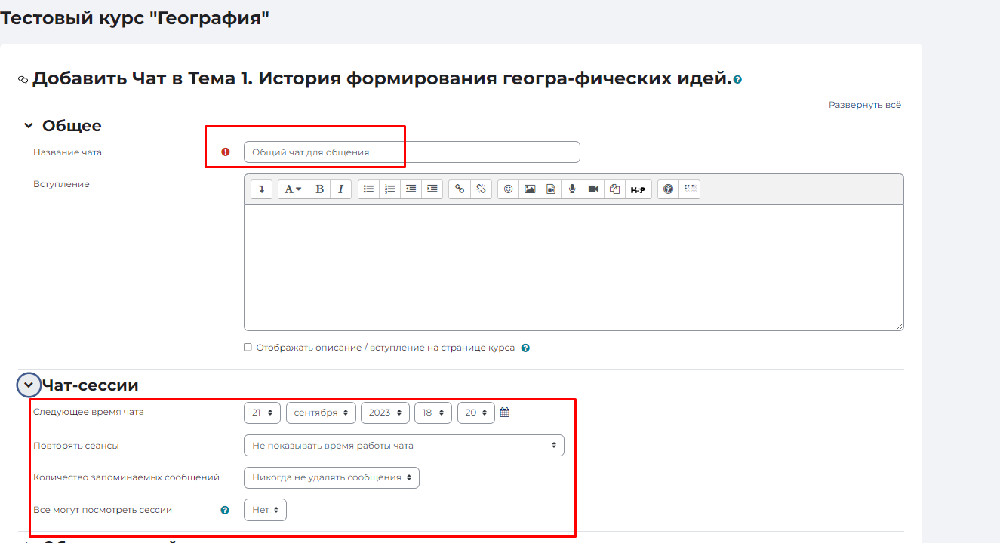 Тестовый курс "География"
Добавить Чат в Тема 1. История формирования геогра-фических идей.
Развернуть всё
Общее
Название чата
Общий чат для общения
Вступление
A B I H-P
Отображать описание / вступление на странице курса
Чат-сессии
Следующее время чата 21 сентября 2023 18 20
Повторять сеансы Не показывать время работы чата
Количество запоминаемых сообщений Никогда не удалять сообщения
Все могут посмотреть сессии Нет